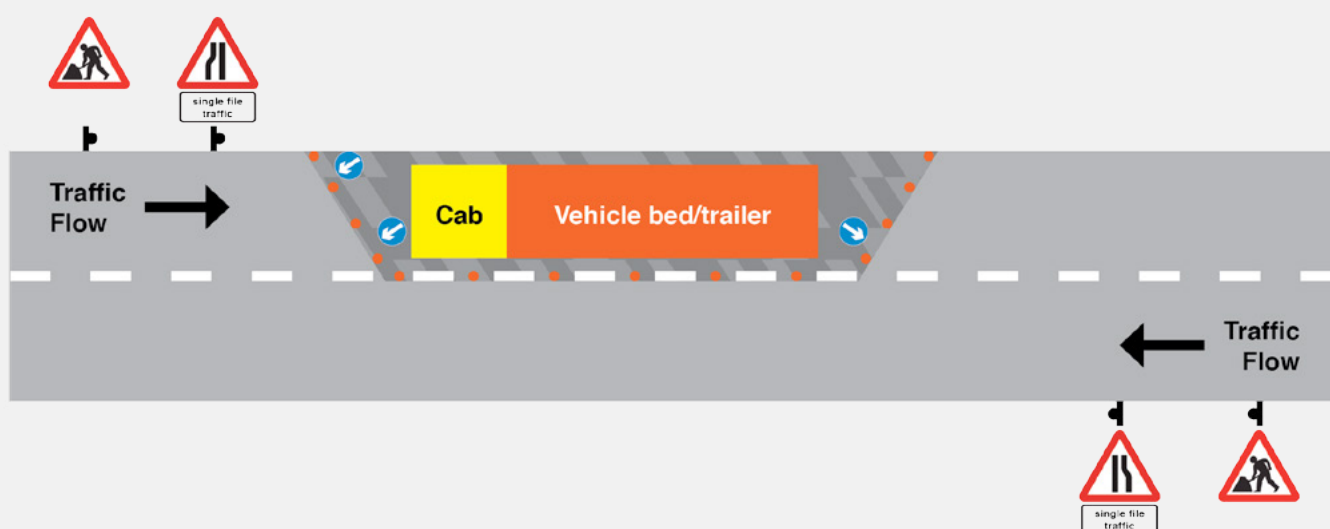 single file
traffic
Traffic
Flow
Cab
Vehicle bed/trailer
Traffic
Flow
single file
traffic